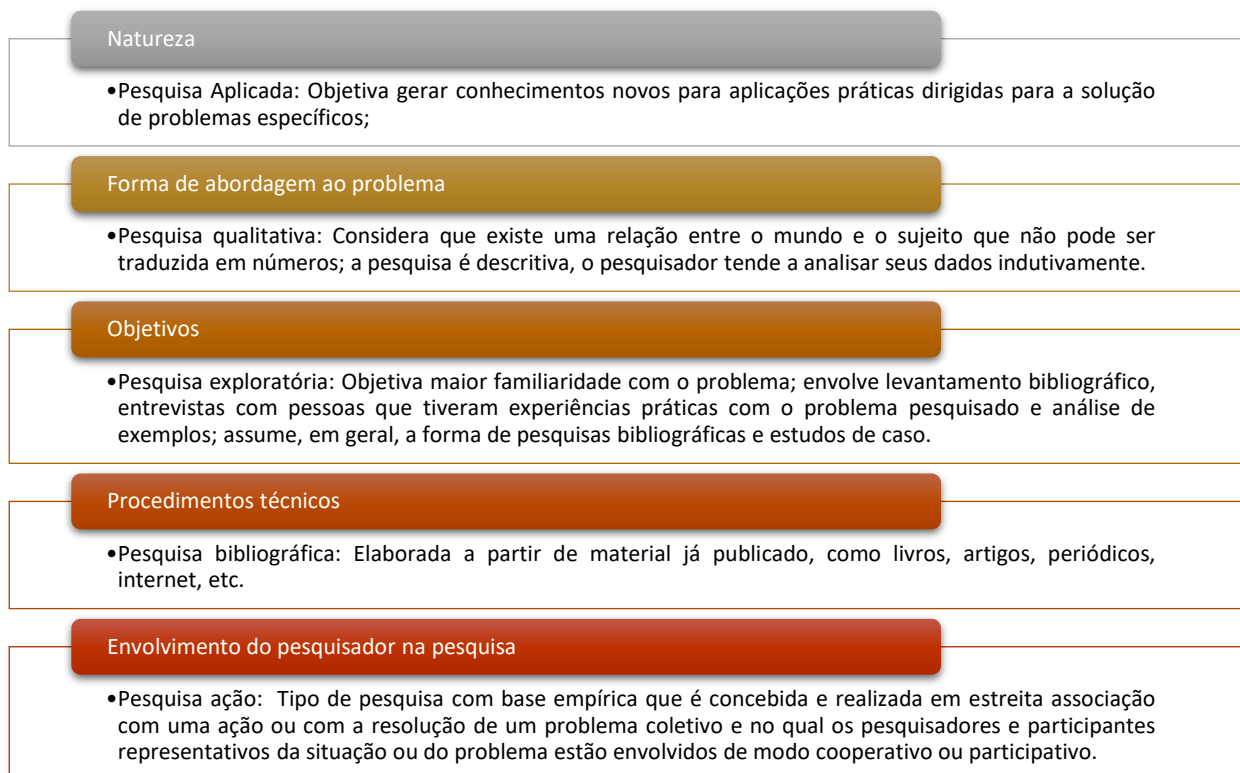 Natureza
•Pesquisa Aplicada: Objetiva gerar conhecimentos novos para aplicações práticas dirigidas para a solução
de problemas específicos;
Forma de abordagem ao problema
•Pesquisa qualitativa: Considera que existe uma relação entre o mundo e o sujeito que não pode ser
traduzida em números; a pesquisa é descritiva, o pesquisador tende a analisar seus dados indutivamente.
Objetivos
•Pesquisa exploratória: Objetiva maior familiaridade com o problema; envolve levantamento bibliográfico,
entrevistas com pessoas que tiveram experiências práticas com o problema pesquisado e análise de
exemplos; assume, em geral, a forma de pesquisas bibliográficas e estudos de caso.
Procedimentos técnicos
•Pesquisa bibliográfica: Elaborada a partir de material já publicado, como livros, artigos, periódicos,
internet, etc.
Envolvimento do pesquisador na pesquisa
•Pesquisa ação: Tipo de pesquisa com base empírica que é concebida e realizada em estreita associação
com uma ação ou com a resolução de um problema coletivo e no qual os pesquisadores e participantes
representativos da situação ou do problema estão envolvidos de modo cooperativo ou participativo.